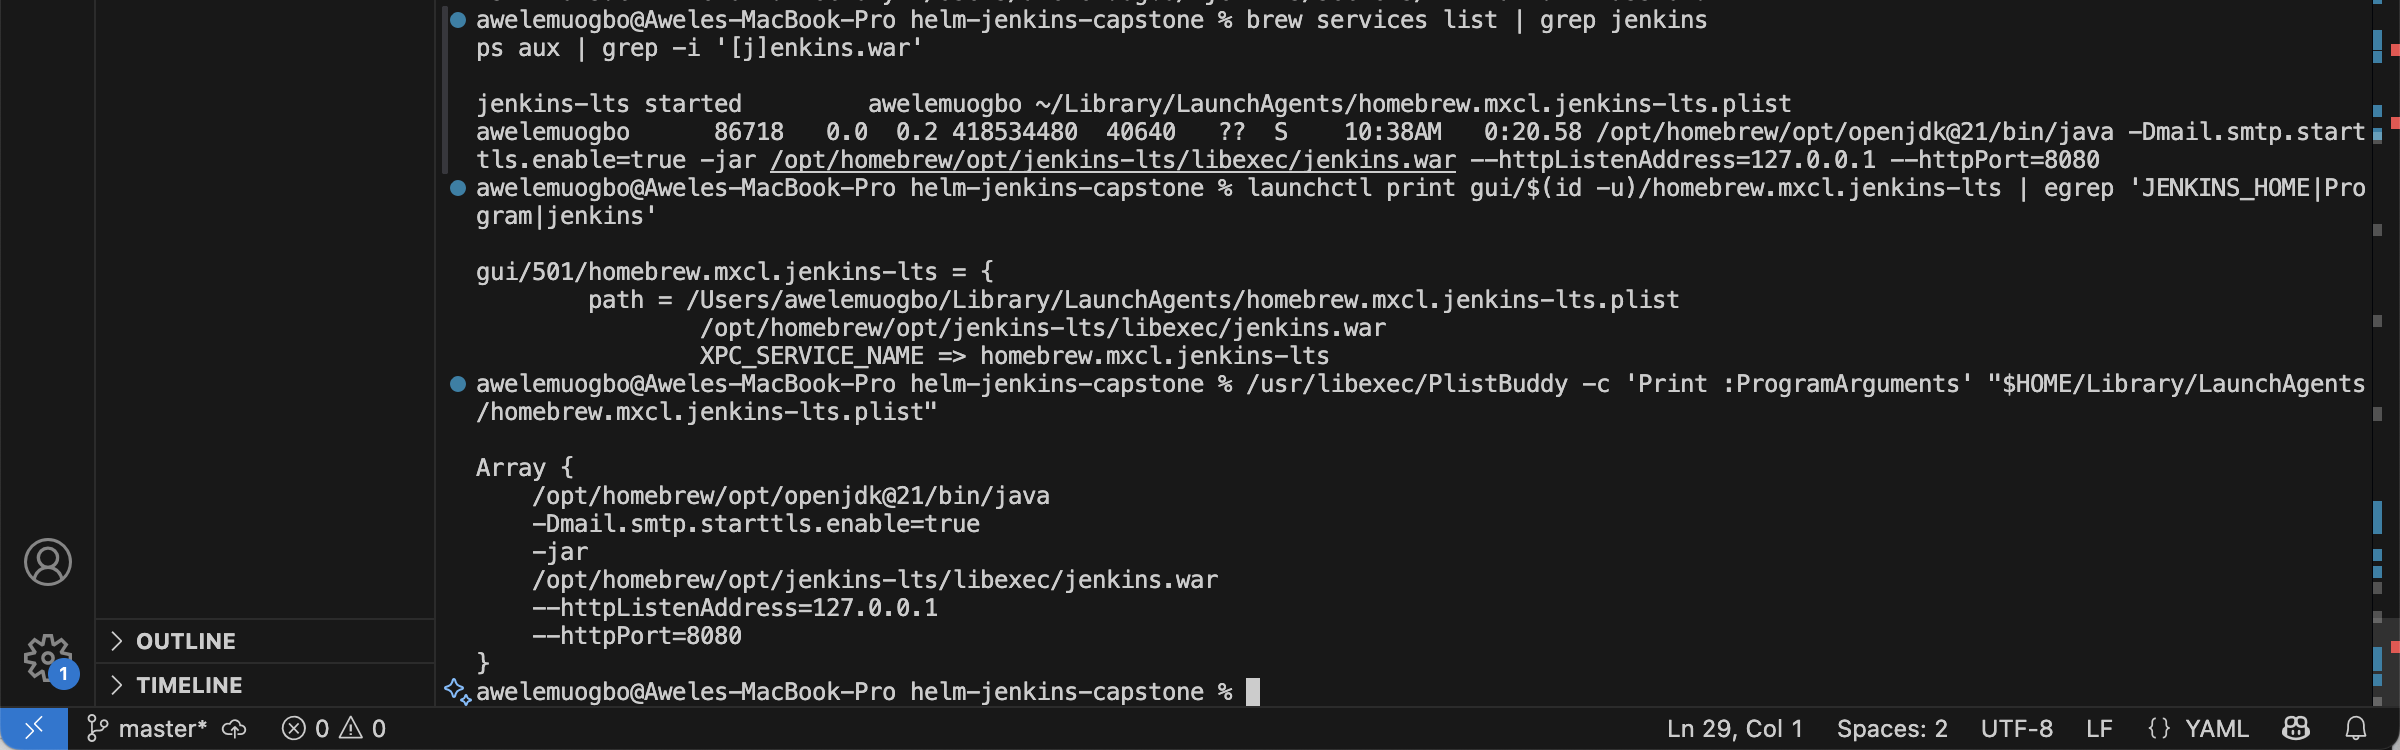 awelemuogbo@Aweles-MacBook-Pro helm-jenkins-capstone % brew services list | grep jenkins
ps aux | grep -i '[j]enkins.war'
jenkins-lts started         awelemuogbo ~/Library/LaunchAgents/homebrew.mxcl.jenkins-lts.plist
awelemuogbo      86718   0.0  0.2 418534480  40640   ??  S    10:38AM   0:20.58 /opt/homebrew/opt/openjdk@21/bin/java -Dmail.smtp.start
tls.enable=true -jar /opt/homebrew/opt/jenkins-lts/libexec/jenkins.war --httpListenAddress=127.0.0.1 --httpPort=8080
awelemuogbo@Aweles-MacBook-Pro helm-jenkins-capstone % launchctl print gui/$(id -u)/homebrew.mxcl.jenkins-lts | egrep 'JENKINS_HOME|Pro
gram|jenkins'
gui/501/homebrew.mxcl.jenkins-lts = {
path = /Users/awelemuogbo/Library/LaunchAgents/homebrew.mxcl.jenkins-lts.plist
/opt/homebrew/opt/jenkins-lts/libexec/jenkins.war
XPC_SERVICE_NAME => homebrew.mxcl.jenkins-lts
awelemuogbo@Aweles-MacBook-Pro helm-jenkins-capstone % /usr/libexec/PlistBuddy -c 'Print :ProgramArguments' "$HOME/Library/LaunchAgents
/homebrew.mxcl.jenkins-lts.plist"
Array {
/opt/homebrew/opt/openjdk@21/bin/java
-Dmail.smtp.starttls.enable=true
-jar
/opt/homebrew/opt/jenkins-lts/libexec/jenkins.war
--httpListenAddress=127.0.0.1
--httpPort=8080
}
awelemuogbo@Aweles-MacBook-Pro helm-jenkins-capstone %
OUTLINE
1
TIMELINE
master* 0 0 Ln 29, Col 1 Spaces: 2 UTF-8 LF {} YAML